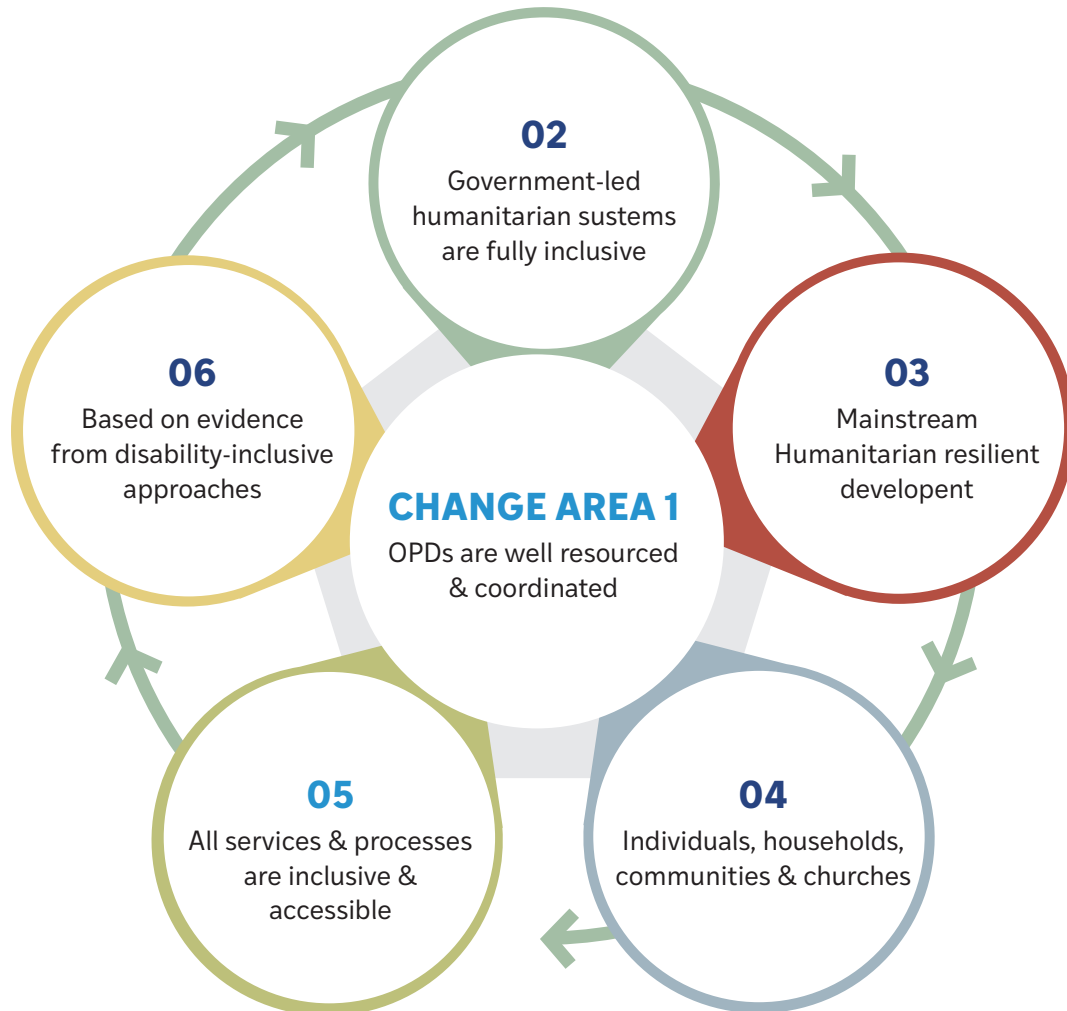 02
Government-led
humanitarian sustems
are fully inclusive
03
Mainstream
Humanitarian resilient
developent
04
Individuals, households,
communities & churches
05
All services & processes
are inclusive &
accessible
06
Based on evidence
from disability-inclusive
approaches
CHANGE AREA 1
OPDs are well resourced
& coordinated